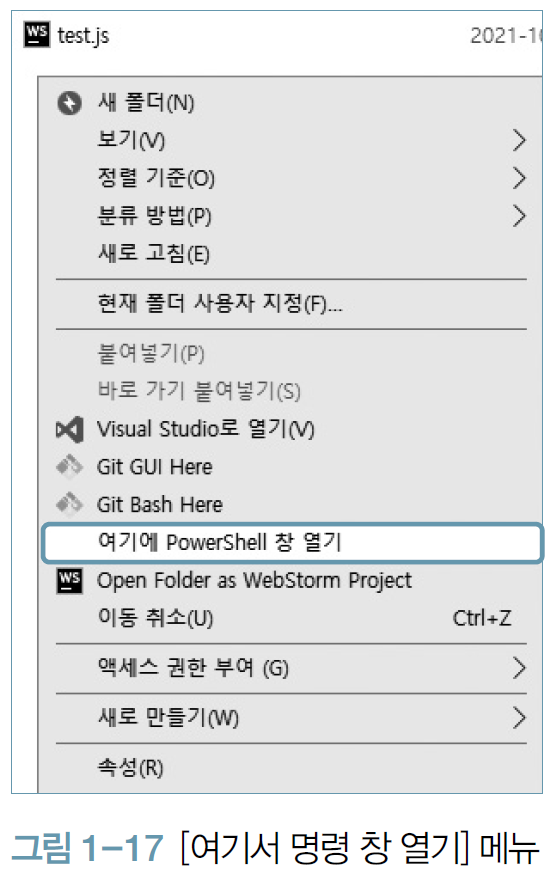 WS test.js 2021-10
새 폴더(N)
보기(V)
정렬 기준(O)
분류 방법(P)
새로 고침(E)
현재 폴더 사용자 지정(F)...
붙여넣기(P)
바로 가기 붙여넣기(S)
Visual Studio로 열기(V)
Git GUI Here
Git Bash Here
여기에 PowerShell 창 열기
WS Open Folder as WebStorm Project
이동 취소(U) Ctrl+Z
액세스 권한 부여 (G)
새로 만들기(W)
속성(R)
그림 1-17 [여기서 명령 창 열기] 메뉴